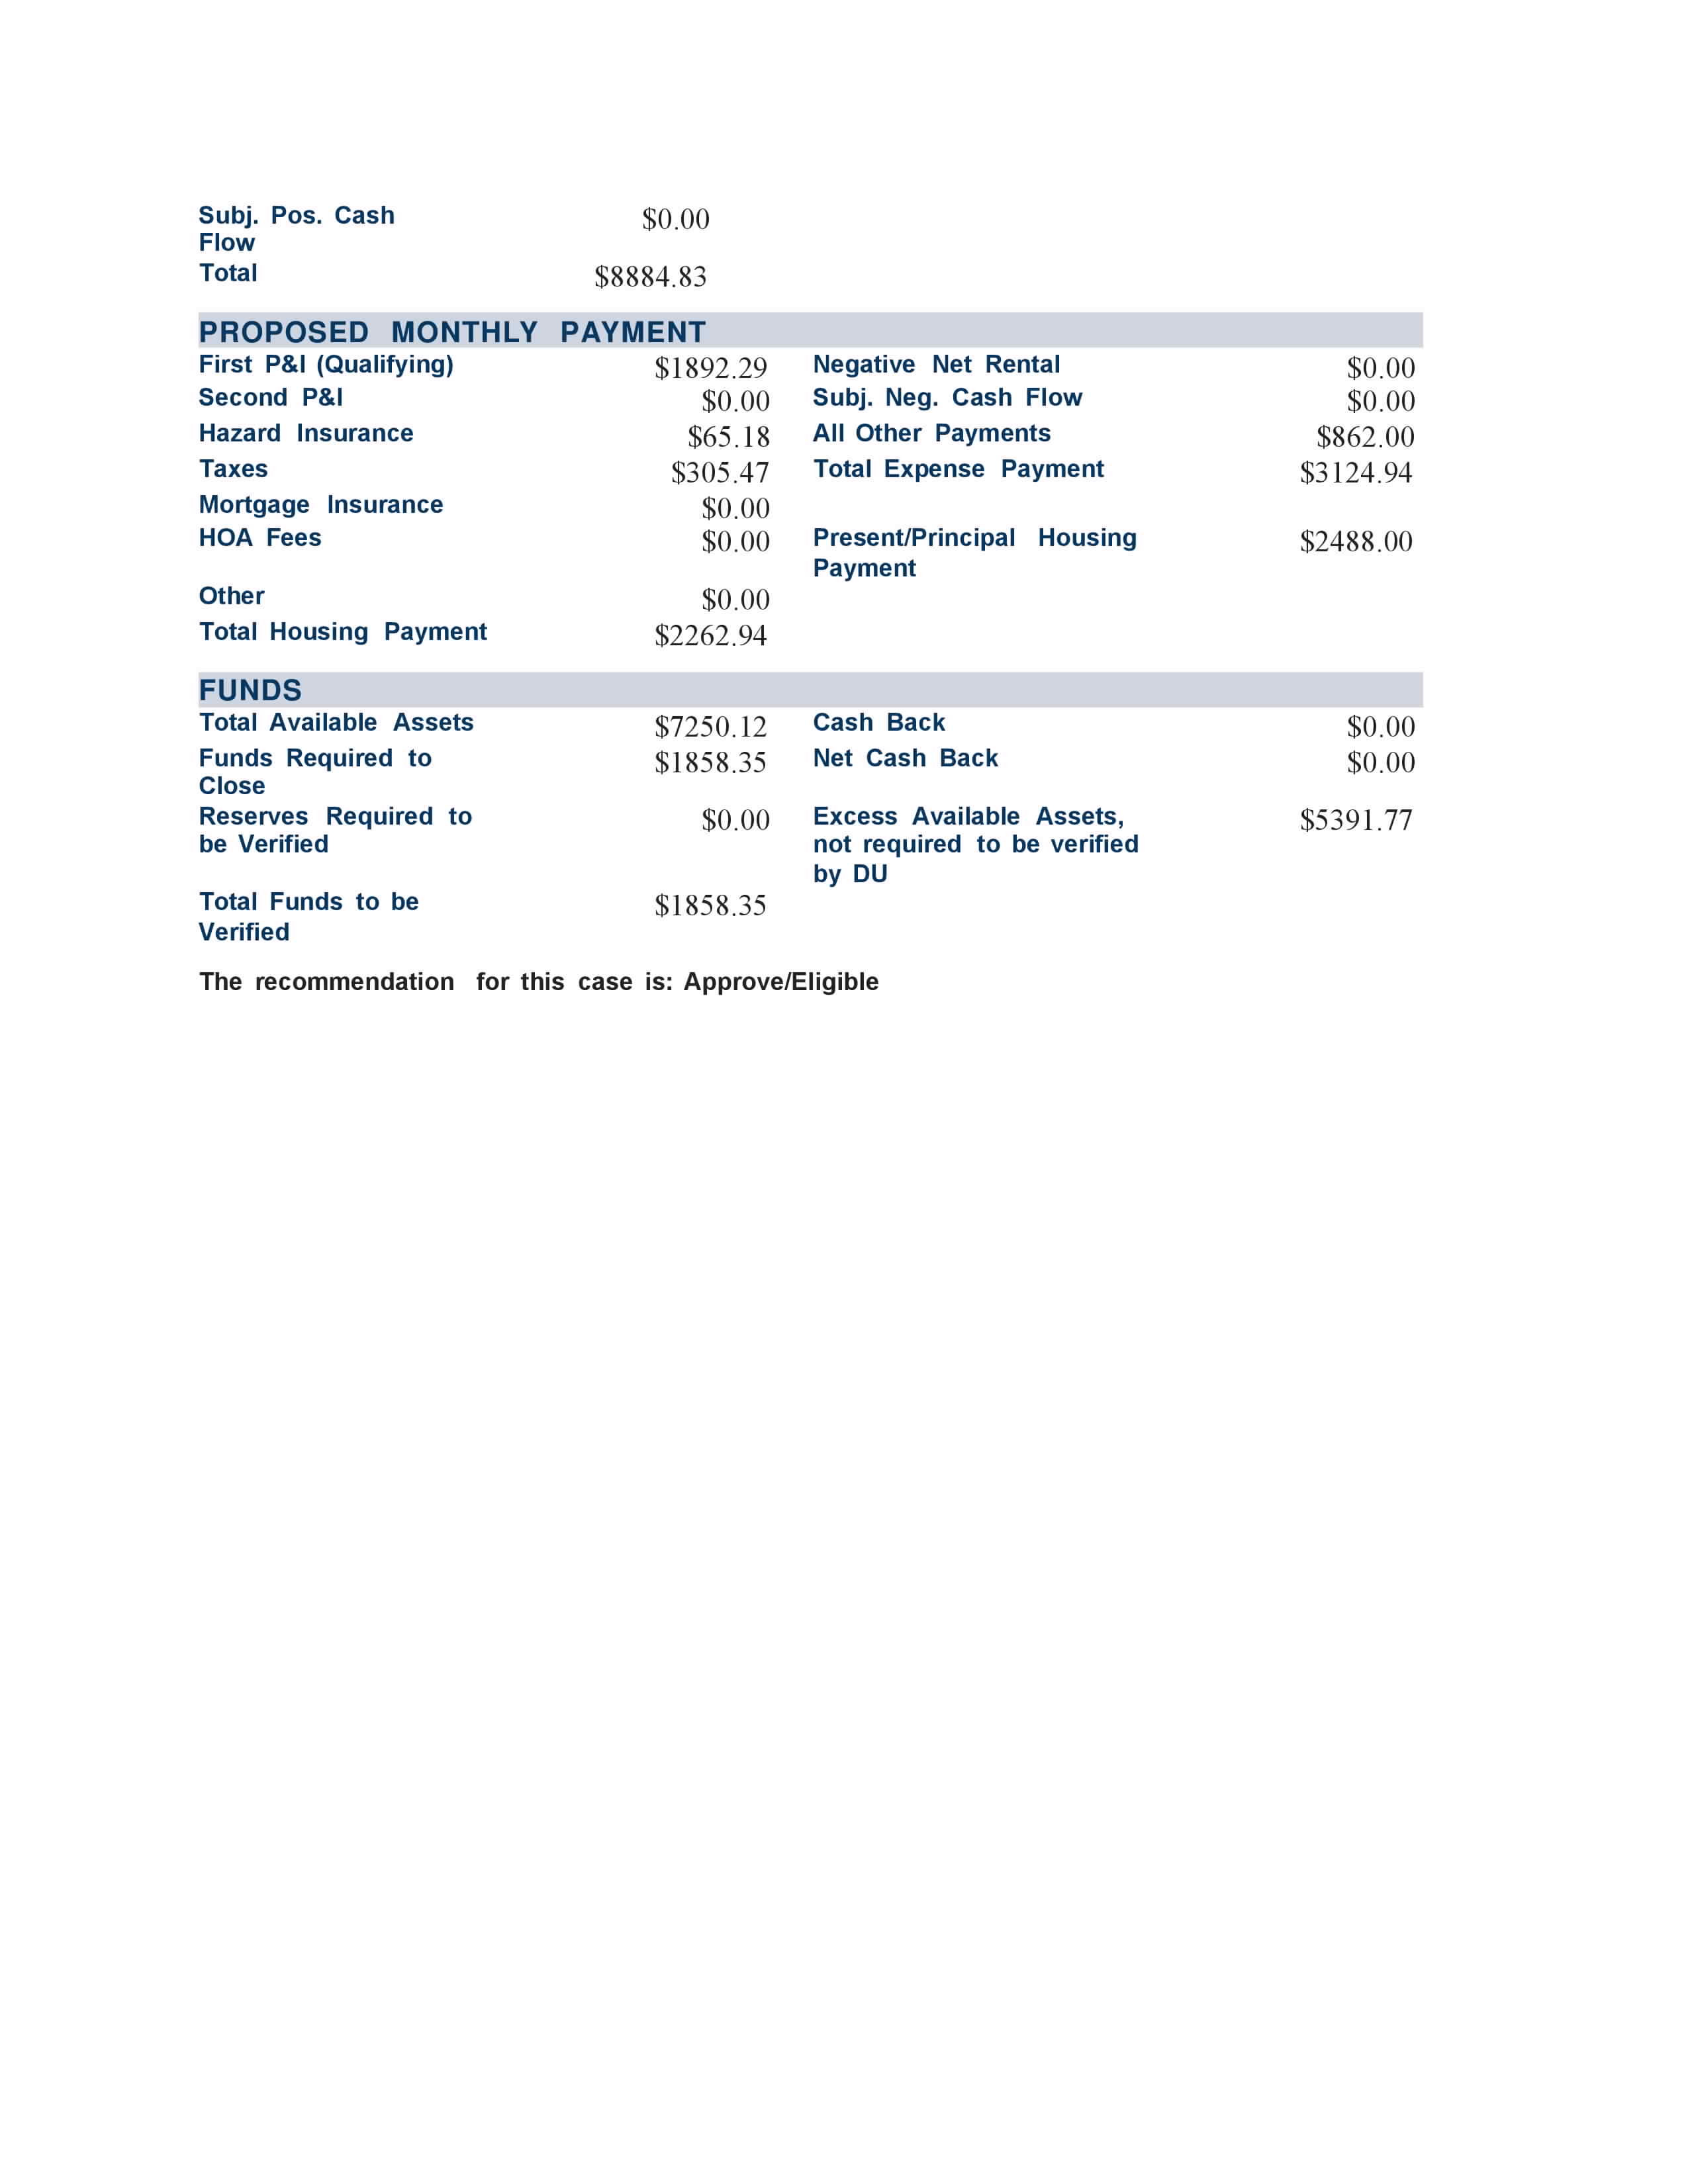 Subj. Pos. Cash $0.00
Flow
Total $8884.83
PROPOSED MONTHLY PAYMENT
First P&I (Qualifying) $1892.29 Negative Net Rental $0.00
Second P&I $0.00 Subj. Neg. Cash Flow $0.00
Hazard Insurance $65.18 All Other Payments $862.00
Taxes $305.47 Total Expense Payment $3124.94
Mortgage Insurance $0.00
HOA Fees $0.00 Present/Principal Housing $2488.00
Payment
Other $0.00
Total Housing Payment $2262.94
FUNDS
Total Available Assets $7250.12 Cash Back $0.00
Funds Required to $1858.35 Net Cash Back $0.00
Close
Reserves Required to $0.00 Excess Available Assets, $5391.77
be Verified not required to be verified
by DU
Total Funds to be $1858.35
Verified
The recommendation for this case is: Approve/Eligible